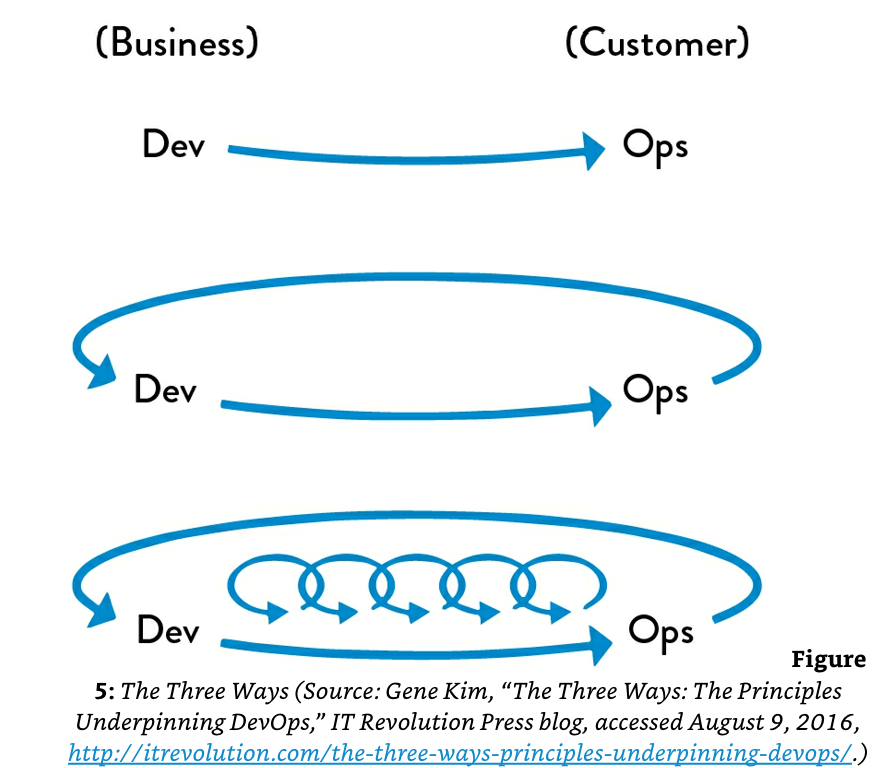 (Business) (Customer)
Dev Ops
Dev Ops
Dev Ops
Figure
5: The Three Ways (Source: Gene Kim, “The Three Ways: The Principles
Underpinning DevOps,” IT Revolution Press blog, accessed August 9, 2016,
http://itrevolution.com/the-three-ways-principles-underpinning-devops/.)